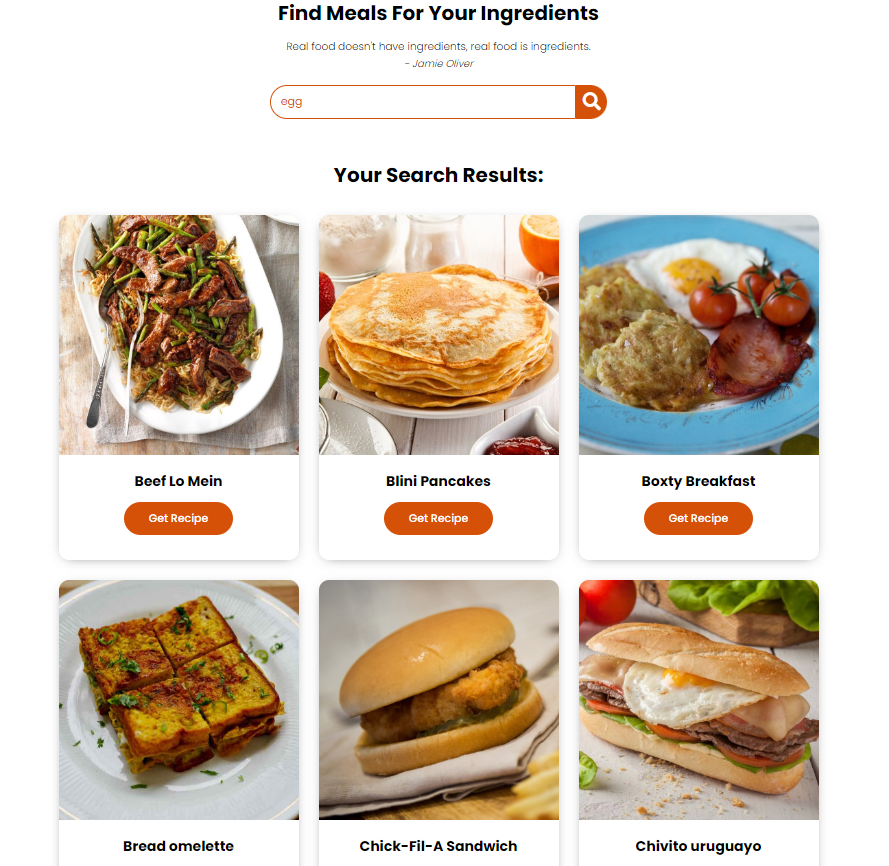 Find Meals For Your Ingredients
Real food doesn't have ingredients, real food is ingredients.
- Jamie Oliver
egg
Your Search Results:
Beef Lo Mein
Blini Pancakes
Boxty Breakfast
Get Recipe
Get Recipe
Get Recipe
Bread omelette
Chick-Fil-A Sandwich
Chivito uruguayo